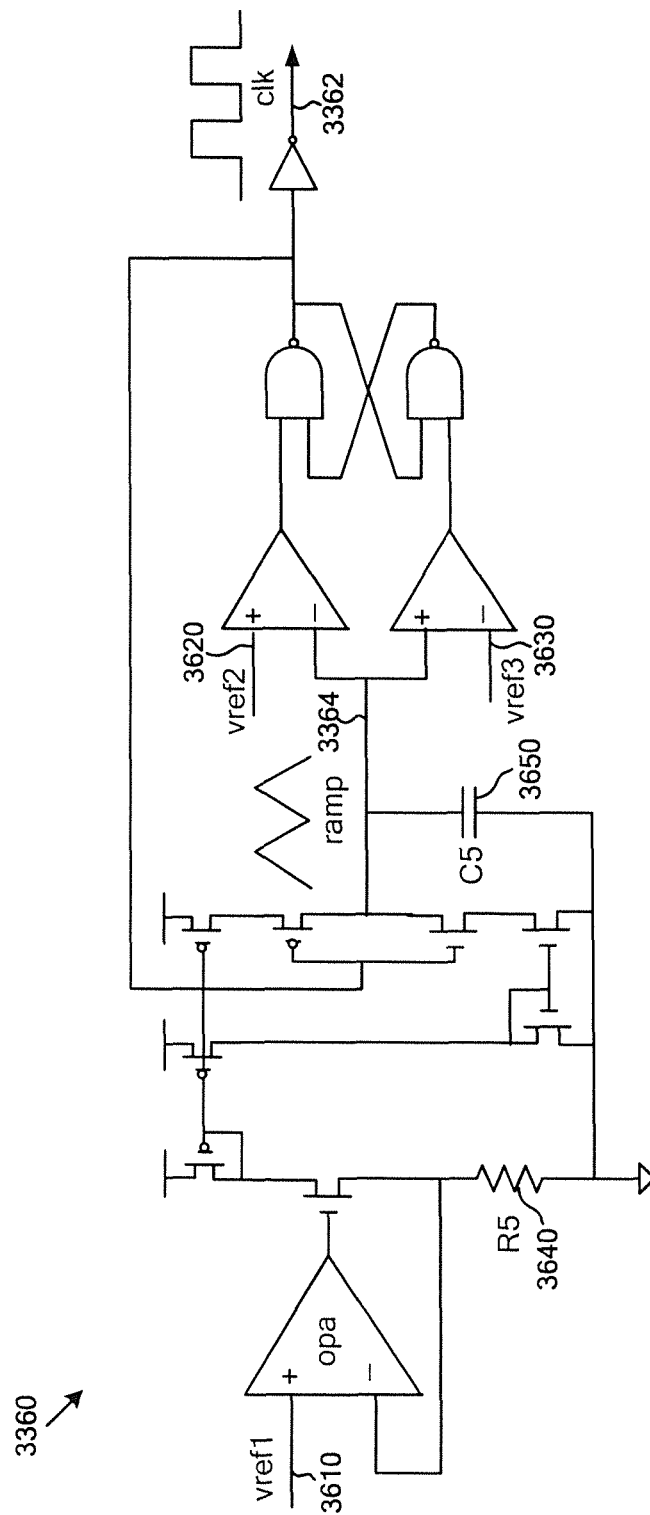 3360
vref1
3610
+
opa
−
R5
3640
ramp
C5
3650
3364
vref2
3620
+
−
+
−
vref3
3630
clk
3362